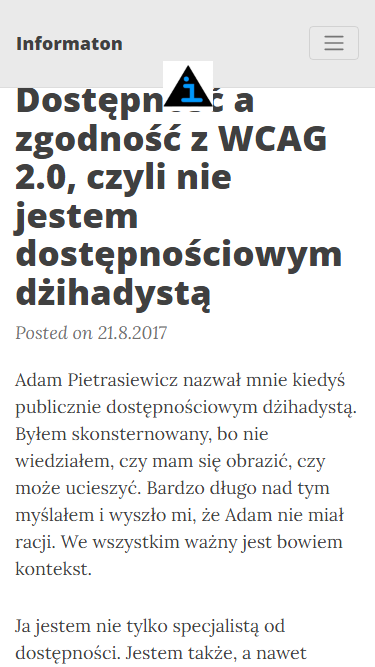 Informaton
Dostępność a
zgodność z WCAG
2.0, czyli nie
jestem
dostępnościowym
dżihadystą
Posted on 21.8.2017
Adam Pietrasiewicz nazwał mnie kiedyś
publicznie dostępnościowym dżihadystą.
Byłem skonsternowany, bo nie
wiedziałem, czy mam się obrazić, czy
może ucieszyć. Bardzo długo nad tym
myślałem i wyszło mi, że Adam nie miał
racji. We wszystkim ważny jest bowiem
kontekst.
Ja jestem nie tylko specjalistą od
dostępności. Jestem także, a nawet